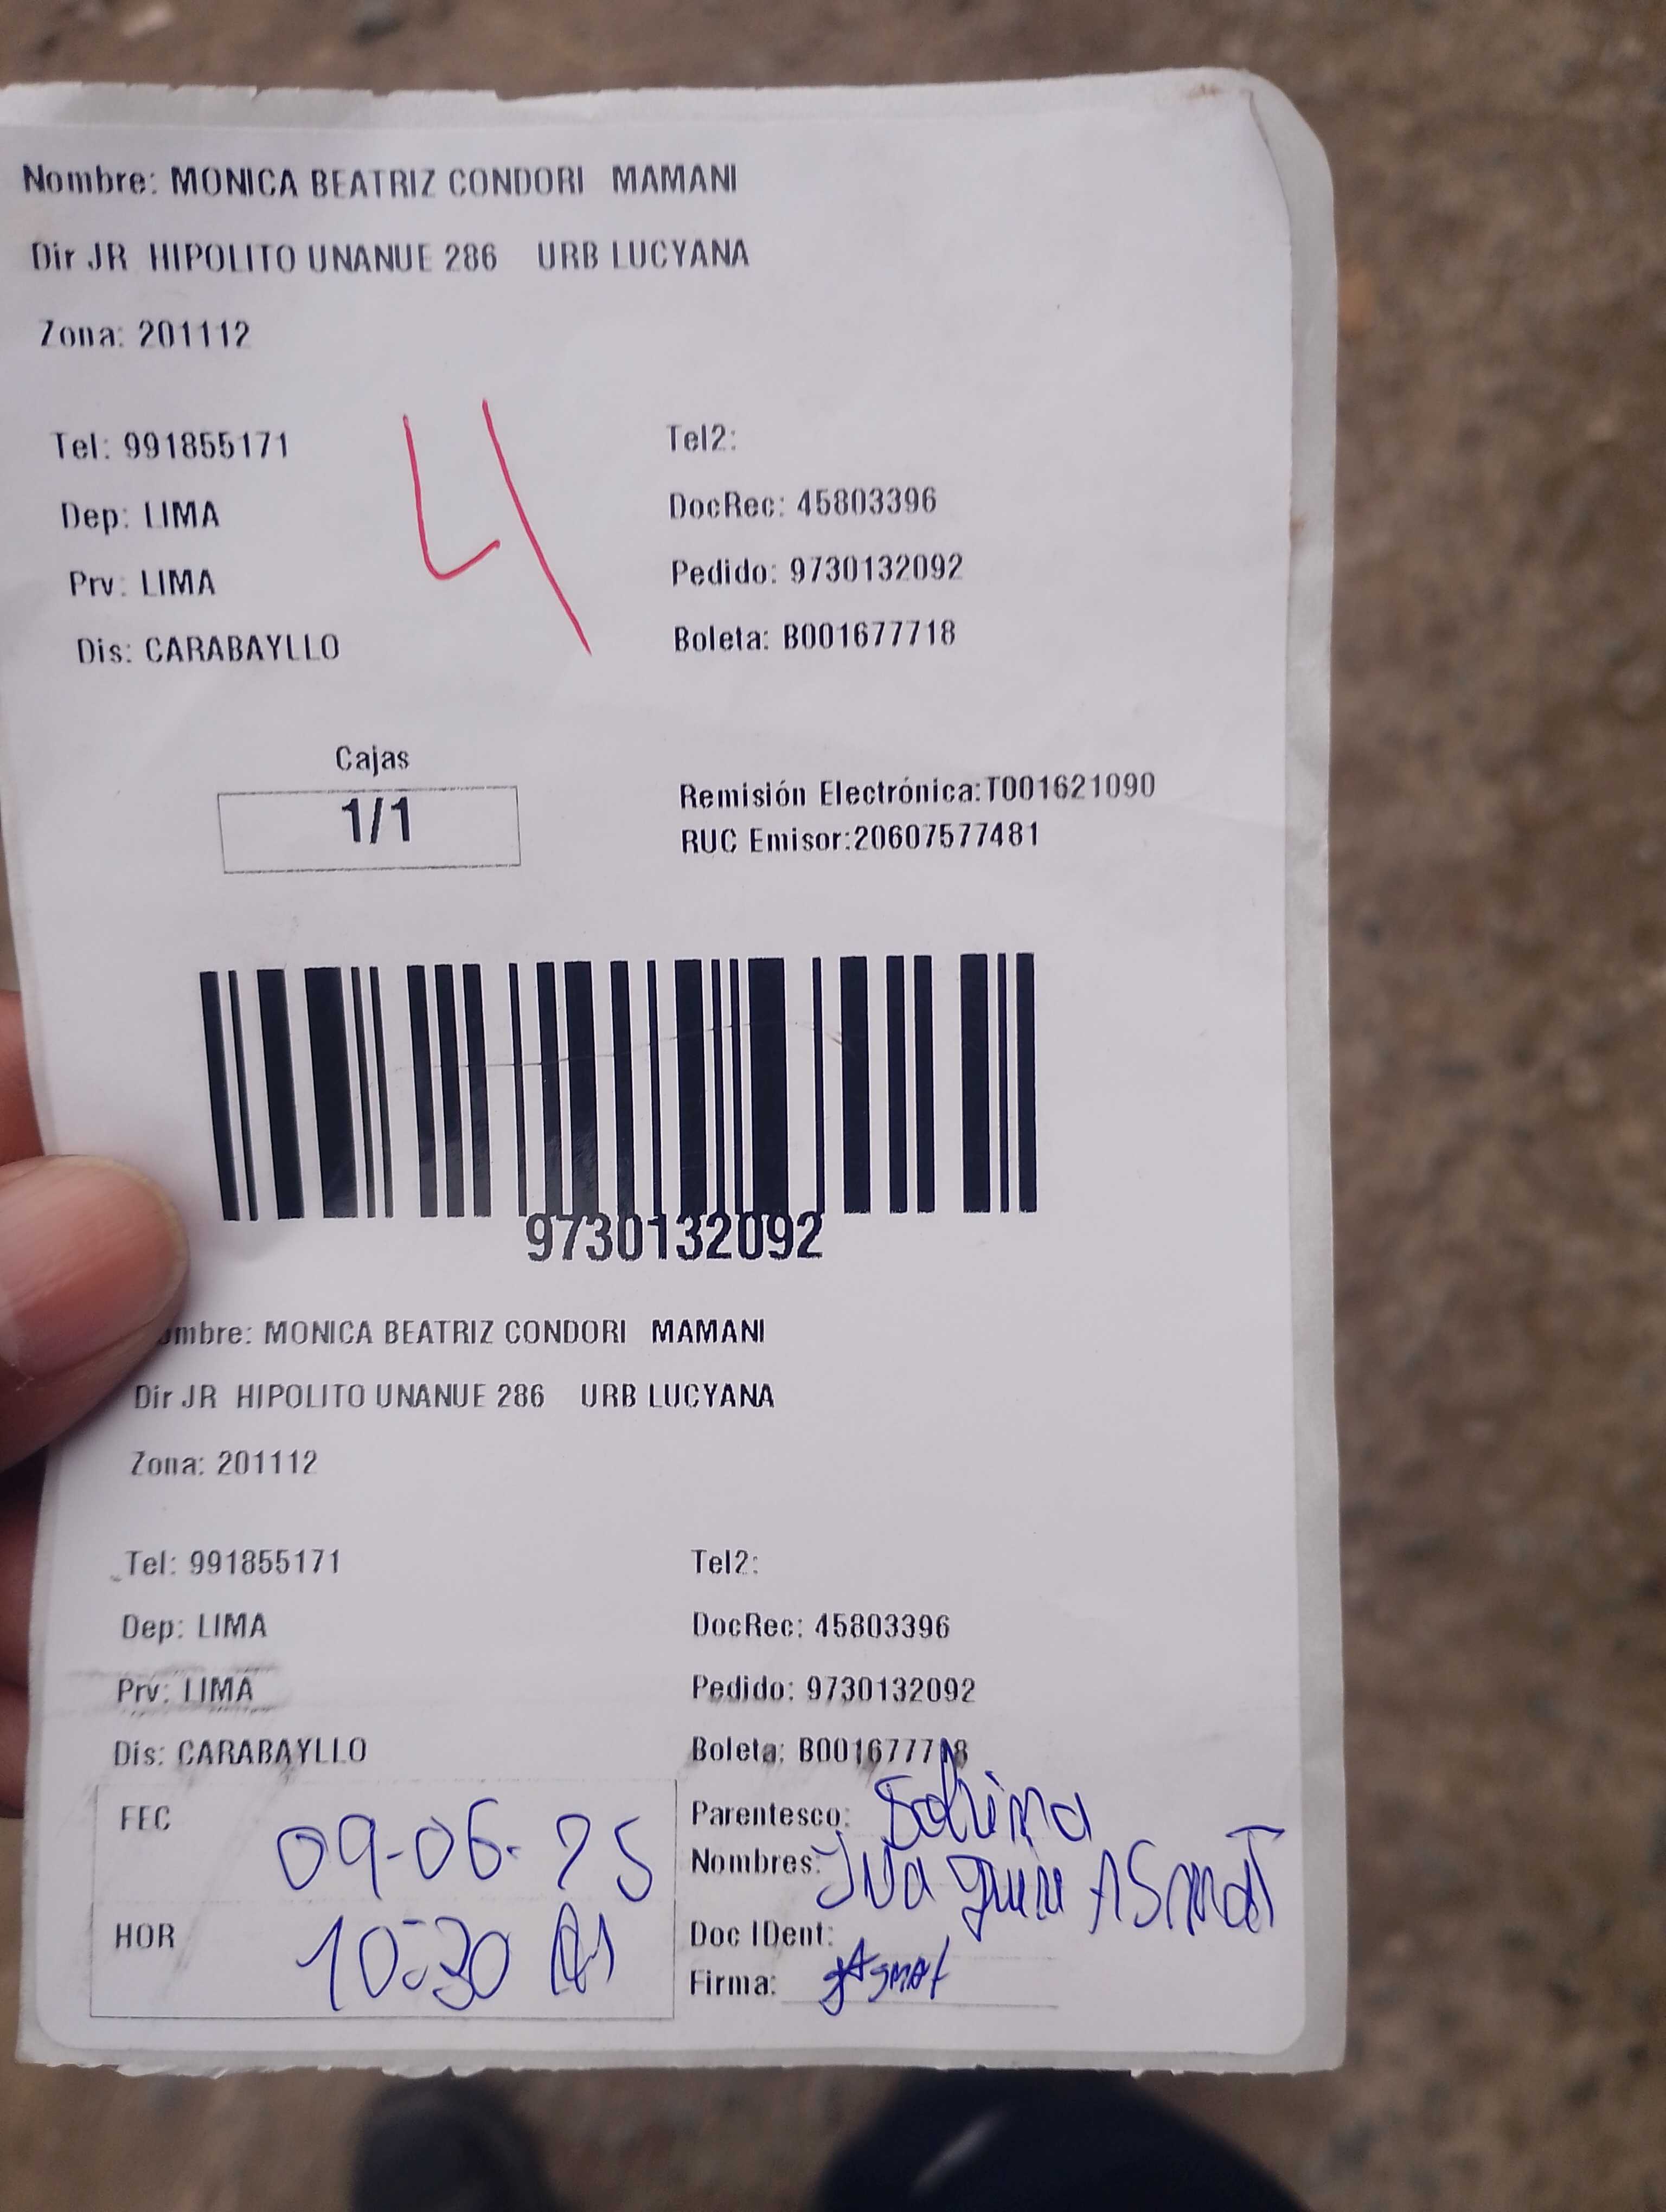 Nombre: MONICA BEATRIZ CONDORI MAMANI
Dir JR HIPOLITO UNANUE 286 URB LUCYANA
Zona: 201112
4
Tel: 991855171 Tel2:
Dep: LIMA DocRec: 45803396
Prv: LIMA Pedido: 9730132092
Dis: CARABAYLLO Boleta: B001677718
Cajas
1/1
Remisión Electrónica:T001621090
RUC Emisor:20607577481
9730132092
ombre: MONICA BEATRIZ CONDORI MAMANI
Dir JR HIPOLITO UNANUE 286 URB LUCYANA
Zona: 201112
Tel: 991855171 Tel2:
Dep: LIMA DocRec: 45803396
Prv: LIMA Pedido: 9730132092
Dis: CARABAYLLO Boleta: B001677718
FEC 09-06-25 Parentesco:
Nombres:
HOR 10:30 Doc IDent:
Firma: